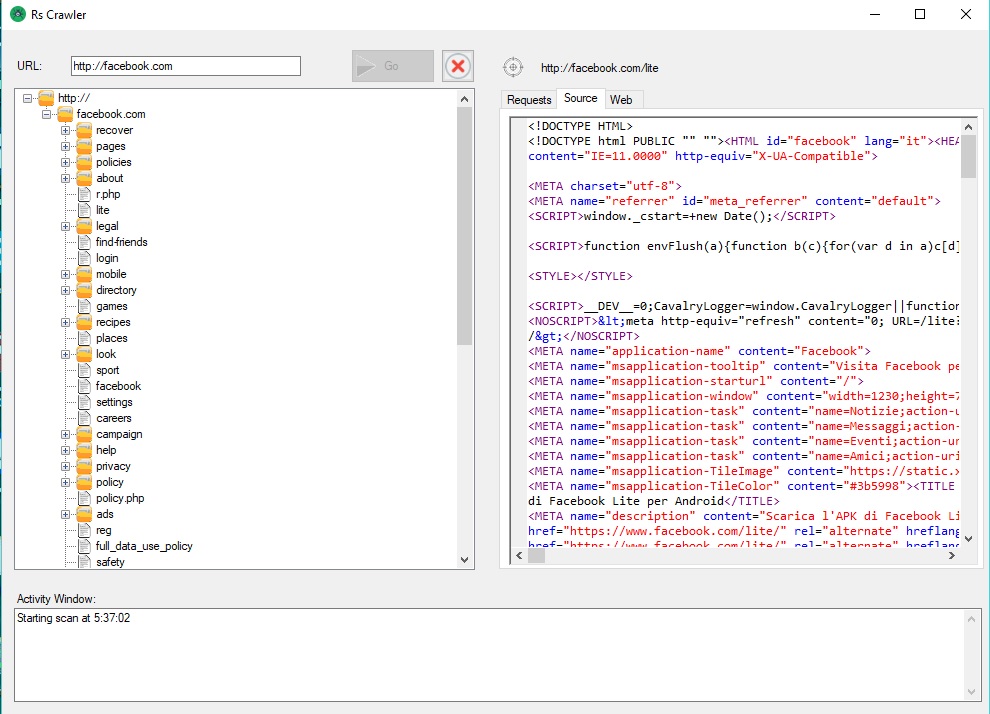 Rs Crawler
URL:
http://facebook.com
Go
http://facebook.com/lite
http://
facebook.com
recover
pages
policies
about
r.php
lite
legal
find-friends
login
mobile
directory
games
recipes
places
look
sport
facebook
settings
careers
campaign
help
privacy
policy
policy.php
ads
reg
full_data_use_policy
safety
Requests
Source
Web
<!DOCTYPE HTML>
<!DOCTYPE html PUBLIC "" ""><HTML id="facebook" lang="it"><HEA
content="IE=11.0000" http-equiv="X-UA-Compatible">
<META charset="utf-8">
<META name="referrer" id="meta_referrer" content="default">
<SCRIPT>window._cstart=+new Date();</SCRIPT>
<SCRIPT>function envFlush(a){function b(c){for(var d in a)c[d]
<STYLE></STYLE>
<SCRIPT>__DEV__=0;CavalryLogger=window.CavalryLogger||function
<NOSCRIPT>&lt;meta http-equiv="refresh" content="0; URL=/lite?
/&gt;</NOSCRIPT>
<META name="application-name" content="Facebook">
<META name="msapplication-tooltip" content="Visita Facebook pe
<META name="msapplication-starturl" content="/">
<META name="msapplication-window" content="width=1230;height=7
<META name="msapplication-task" content="name=Notizie;action-u
<META name="msapplication-task" content="name=Messaggi;action-
<META name="msapplication-task" content="name=Eventi;action-ur
<META name="msapplication-task" content="name=Amici;action-uri
<META name="msapplication-TileImage" content="https://static.x
<META name="msapplication-TileColor" content="#3b5998"><TITLE
di Facebook Lite per Android</TITLE>
<META name="description" content="Scarica l'APK di Facebook Li
href="https://www.facebook.com/lite/" rel="alternate" hreflang
href="https://www.facebook.com/lite/" rel="alternate" hreflang
Activity Window:
Starting scan at 5:37:02